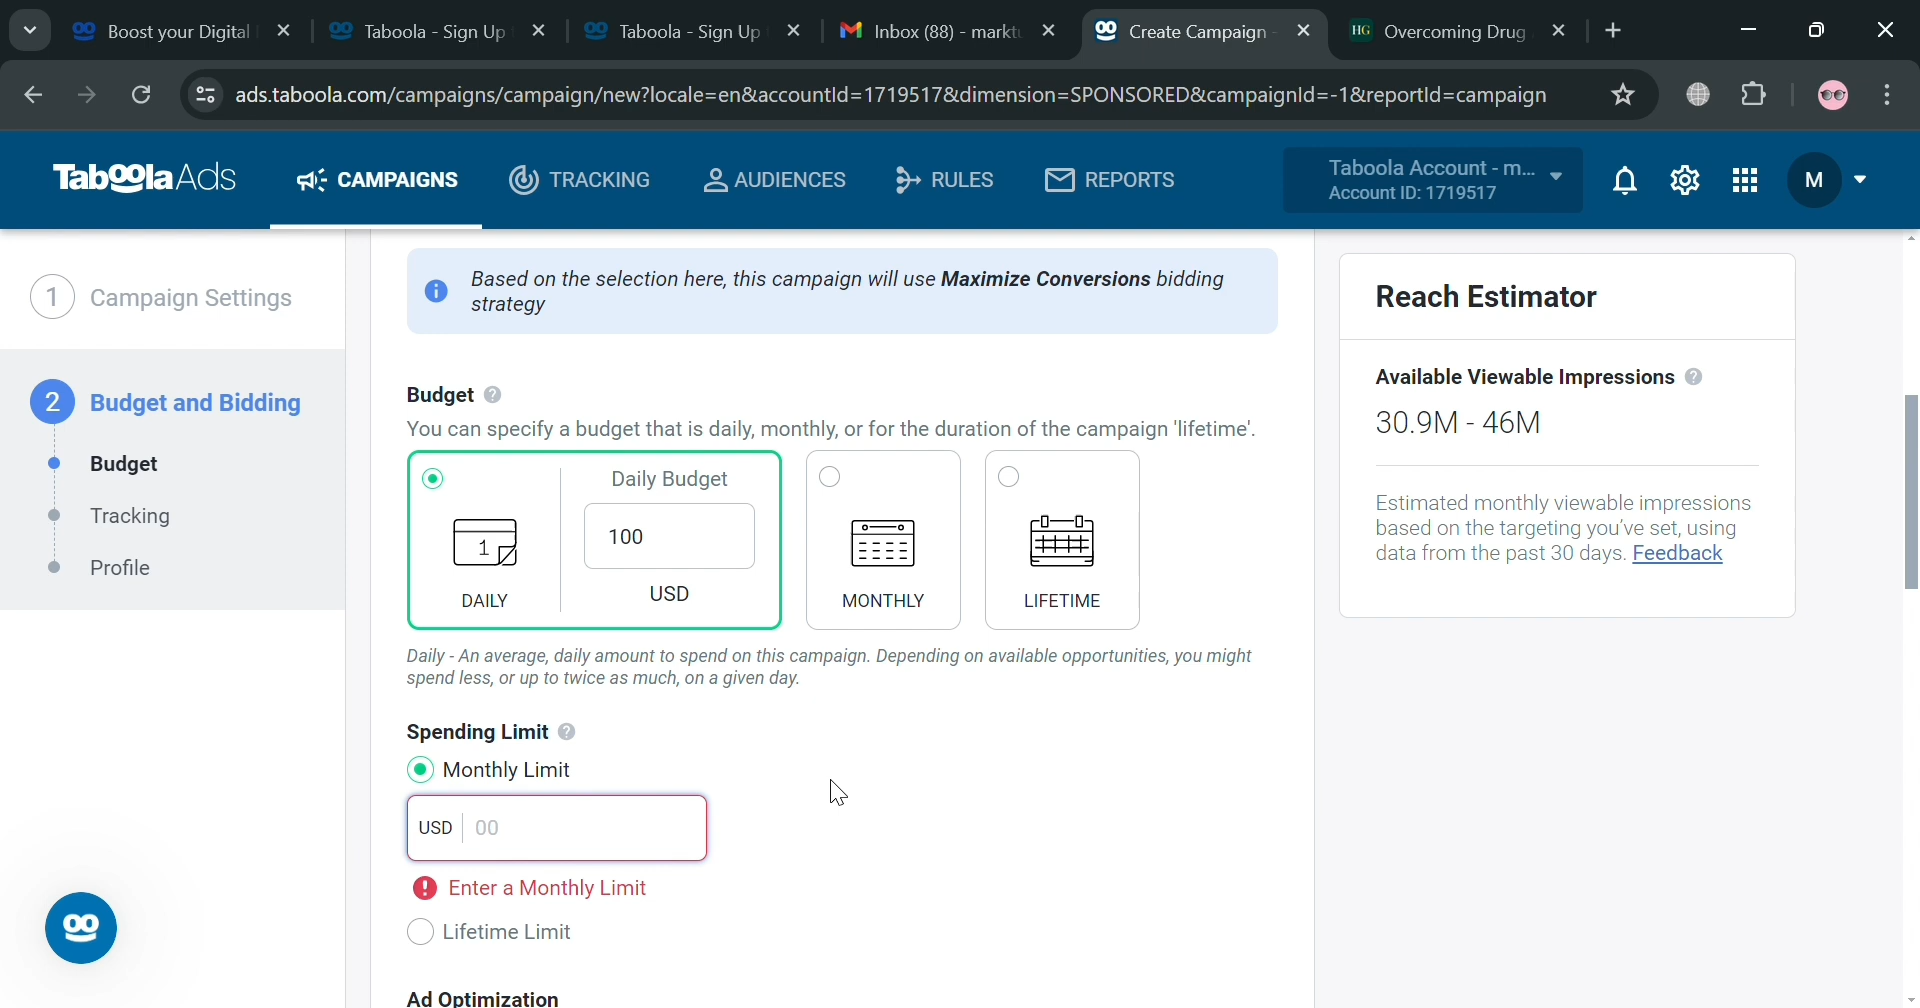 Boost your Digital
Taboola - Sign Up
Taboola - Sign Up
Inbox (88) - markt
Create Campaign -
HG Overcoming Drug
ads.taboola.com/campaigns/campaign/new?locale=en&accountId=1719517&dimension=SPONSORED&campaignId=-1&reportId=campaign
Taboola Ads
CAMPAIGNS
TRACKING
AUDIENCES
RULES
REPORTS
Taboola Account - m...
Account ID: 1719517
M
1 Campaign Settings
2 Budget and Bidding
Budget
Tracking
Profile
Based on the selection here, this campaign will use Maximize Conversions bidding
strategy
Budget
You can specify a budget that is daily, monthly, or for the duration of the campaign 'lifetime'.
1
DAILY
Daily Budget
100
USD
MONTHLY
LIFETIME
Daily - An average, daily amount to spend on this campaign. Depending on available opportunities, you might
spend less, or up to twice as much, on a given day.
Spending Limit
Monthly Limit
USD 00
Enter a Monthly Limit
Lifetime Limit
Ad Optimization
Reach Estimator
Available Viewable Impressions
30.9M - 46M
Estimated monthly viewable impressions
based on the targeting you've set, using
data from the past 30 days. Feedback